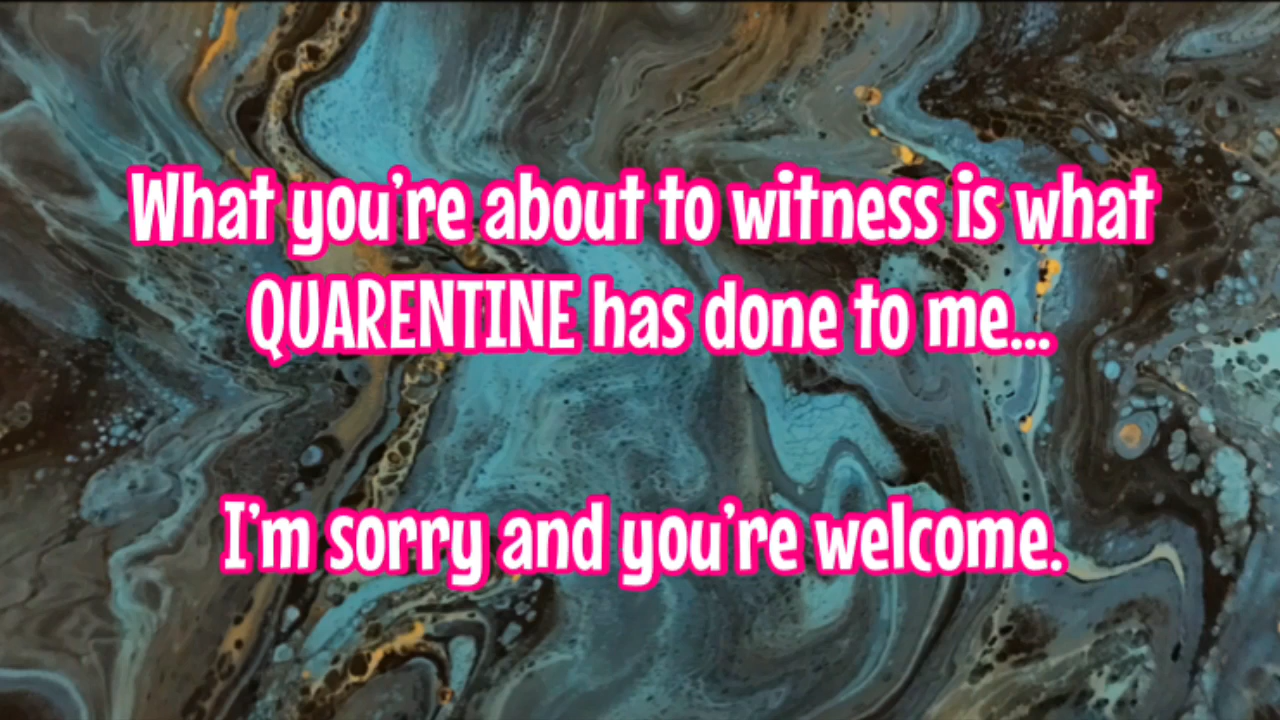 What you're about to witness is what
QUARENTINE has done to me...
I'm sorry and you're welcome.